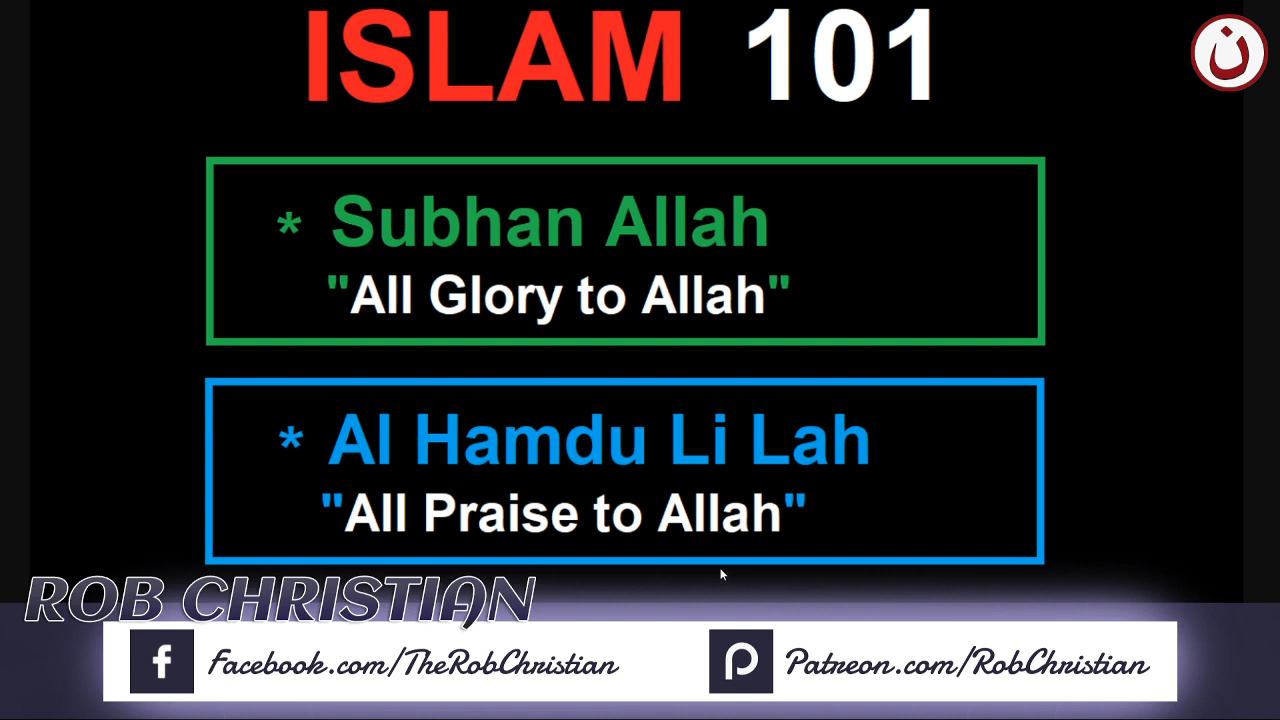 ISLAM 101
ن
* Subhan Allah
"All Glory to Allah"
* Al Hamdu Li Lah
"All Praise to Allah"
ROB CHRISTIAN
f Facebook.com/TheRobChristian
Patreon.com/RobChristian